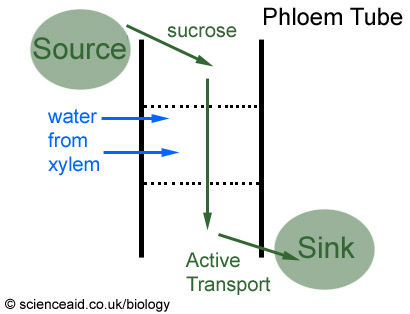 Phloem Tube
Source
sucrose
water
from
xylem
Active
Transport
Sink
© scienceaid.co.uk/biology